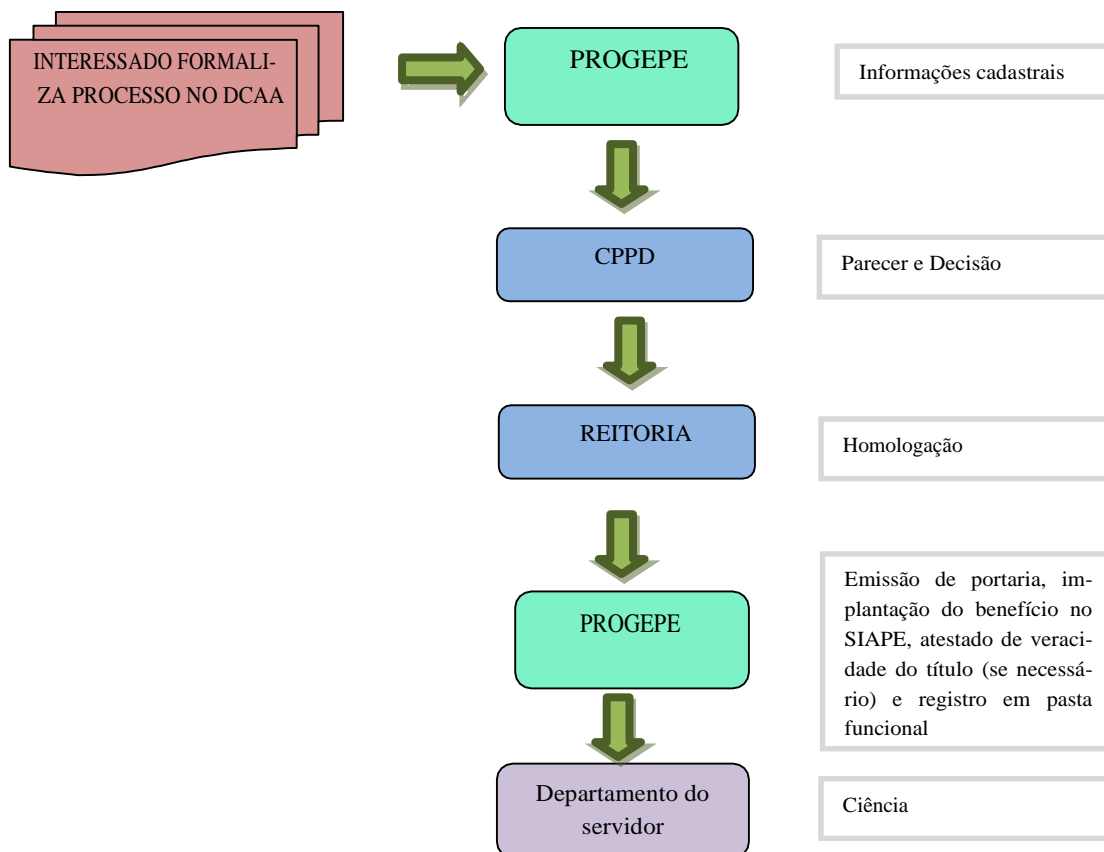 INTERESSADO FORMALI-
ZA PROCESSO NO DCAA
PROGEPE
Informações cadastrais
CPPD
Parecer e Decisão
REITORIA
Homologação
PROGEPE
Emissão de portaria, im-
plantação do benefício no
SIAPE, atestado de veraci-
dade do título (se necessá-
rio) e registro em pasta
funcional
Departamento do
servidor
Ciência